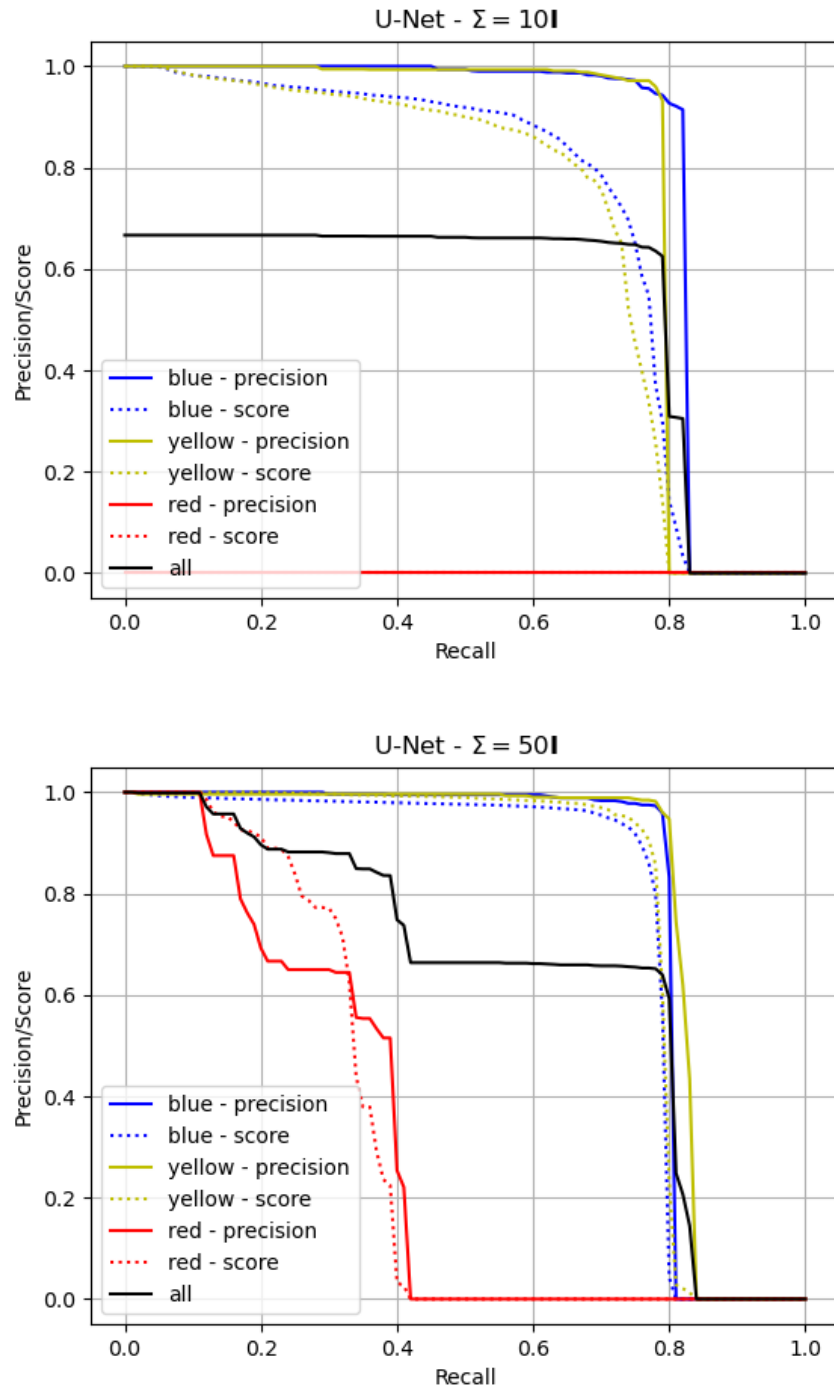 U-Net - Σ = 10I
Precision/Score
1.0
0.8
0.6
0.4
0.2
0.0
blue - precision
blue - score
yellow - precision
yellow - score
red - precision
red - score
all
0.0 0.2 0.4 0.6 0.8 1.0
Recall
U-Net - Σ = 50I
Precision/Score
1.0
0.8
0.6
0.4
0.2
0.0
blue - precision
blue - score
yellow - precision
yellow - score
red - precision
red - score
all
0.0 0.2 0.4 0.6 0.8 1.0
Recall